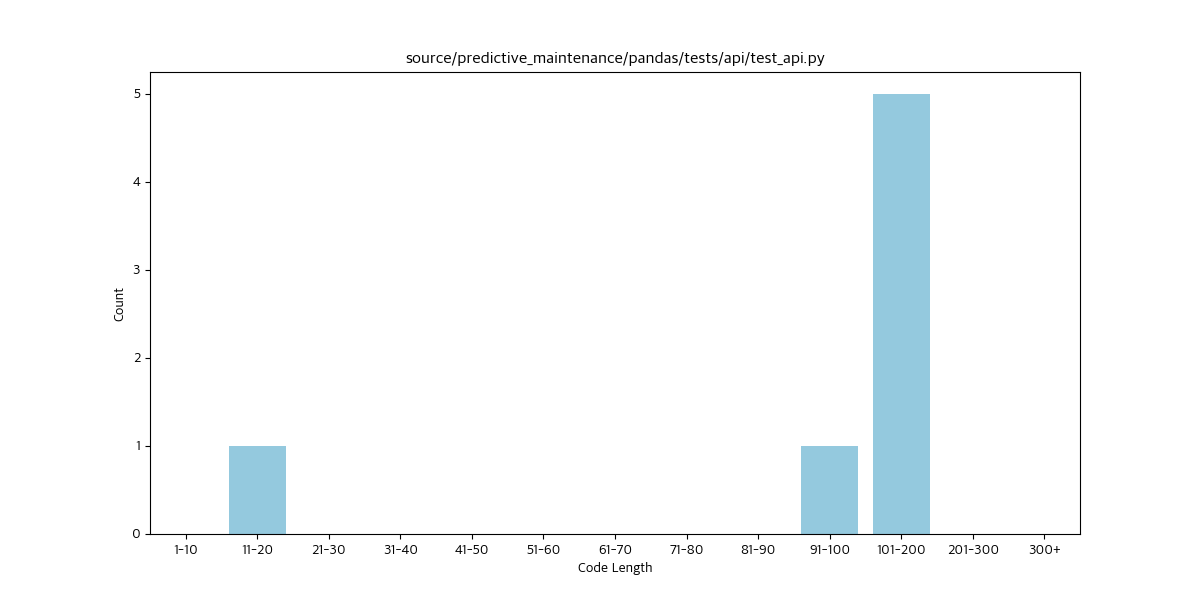 source/predictive_maintenance/pandas/tests/api/test_api.py
5
4
3
2
1
0
Count
1-10 11-20 21-30 31-40 41-50 51-60 61-70 71-80 81-90 91-100 101-200 201-300 300+
Code Length